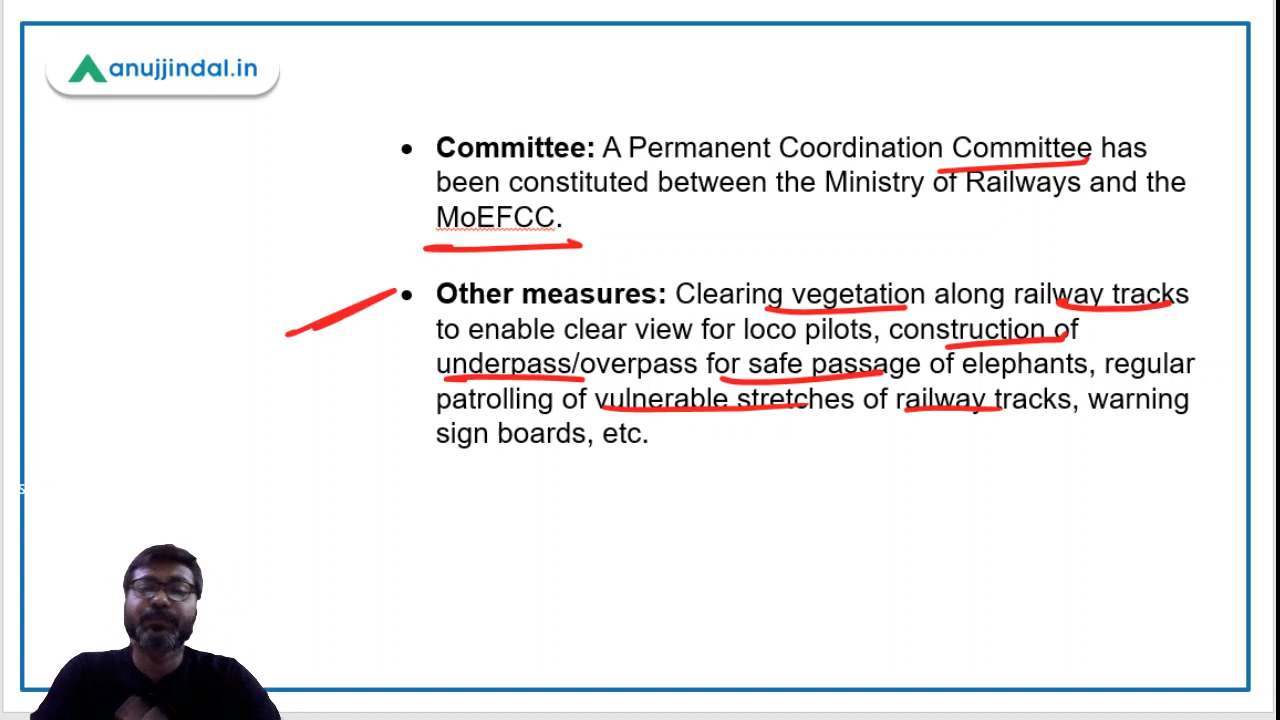 anujjindal.in
• Committee: A Permanent Coordination Committee has
been constituted between the Ministry of Railways and the
MoEFCC.
• Other measures: Clearing vegetation along railway tracks
to enable clear view for loco pilots, construction of
underpass/overpass for safe passage of elephants, regular
patrolling of vulnerable stretches of railway tracks, warning
sign boards, etc.